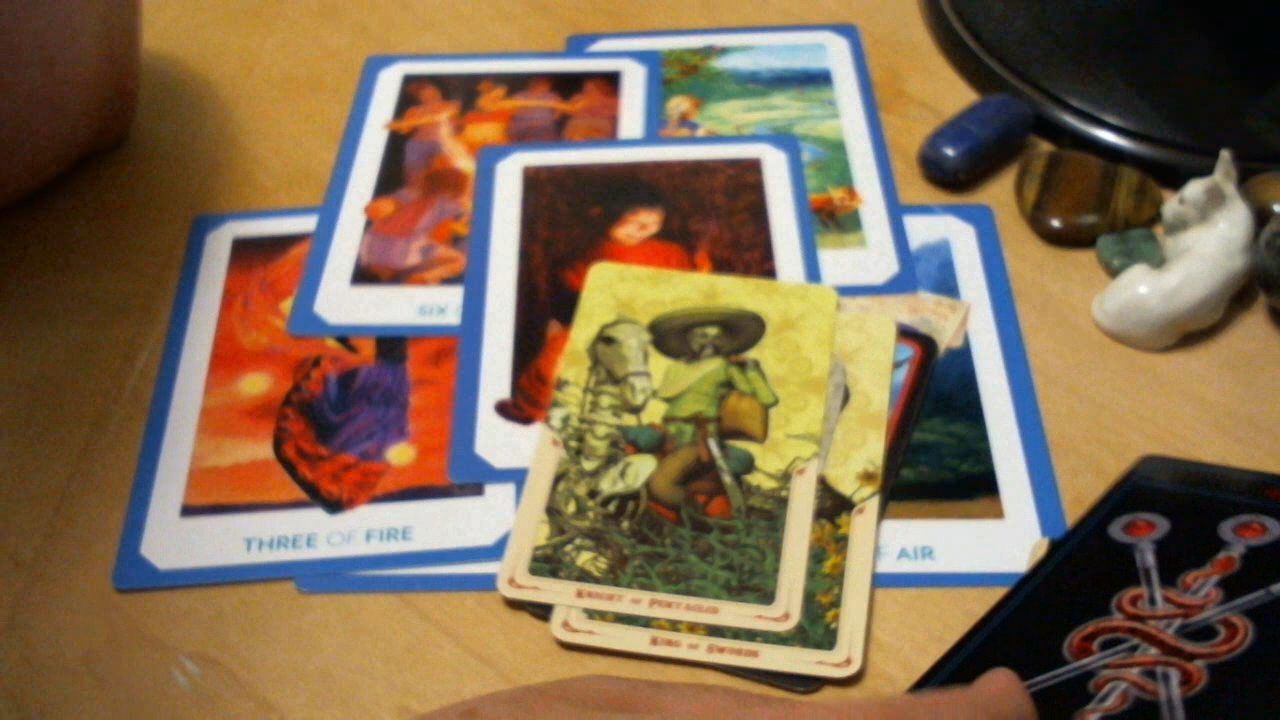 SIX
THREE OF FIRE
F AIR
KNIGHT OF PENTACLES
KING OF SWORDS